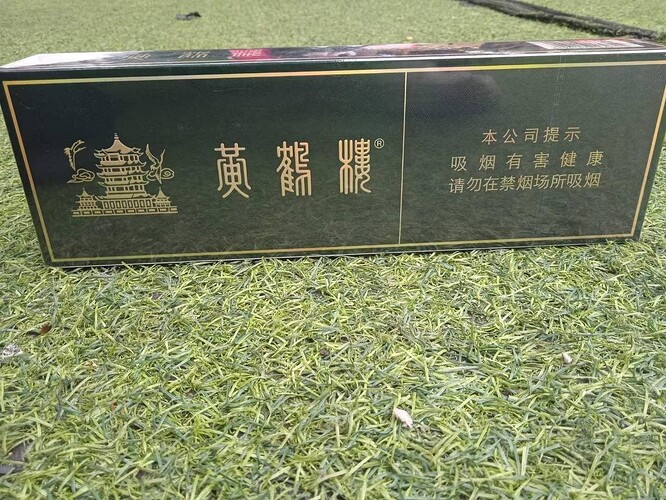 黄鹤楼®
本公司提示
吸烟有害健康
请勿在禁烟场所吸烟